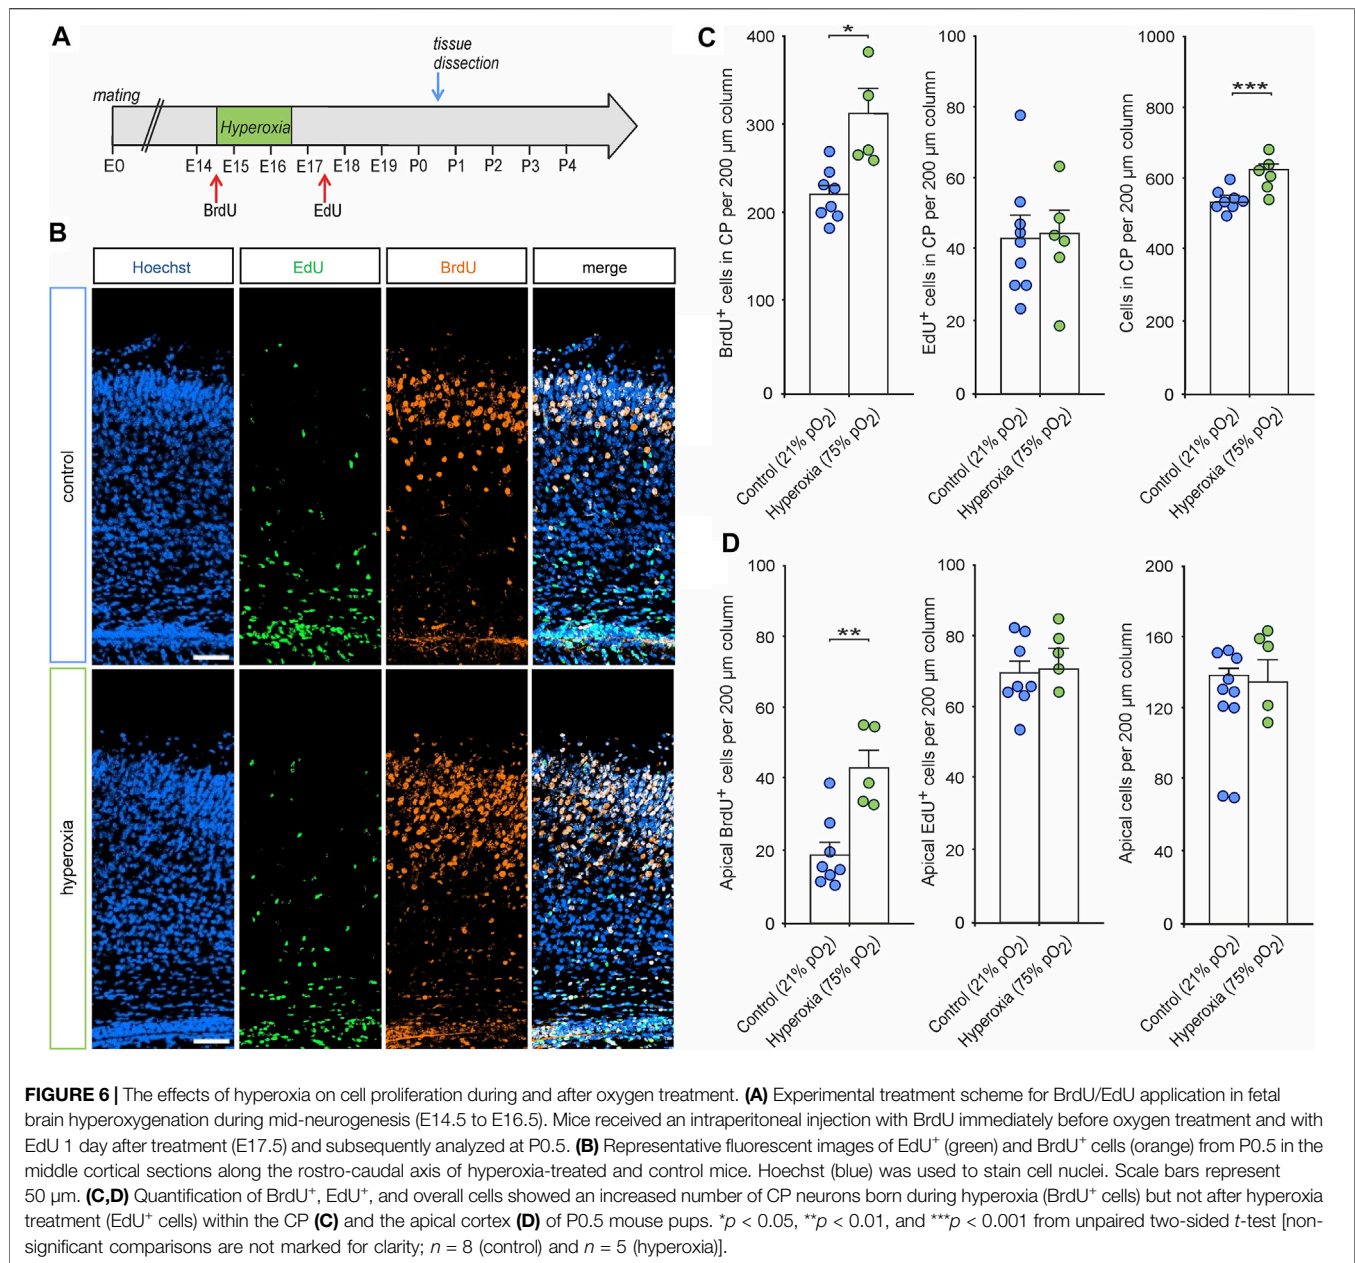 A
tissue
dissection
mating
Hyperoxia
E0 E14 E15 E16 E17 E18 E19 P0 P1 P2 P3 P4
BrdU EdU
B
Hoechst EdU BrdU merge
control
hyperoxia
C
BrdU⁺ cells in CP per 200 µm column
400
300
200
100
0
*
Control (21% pO₂)
Hyperoxia (75% pO₂)
EdU⁺ cells in CP per 200 µm column
100
80
60
40
20
0
Control (21% pO₂)
Hyperoxia (75% pO₂)
Cells in CP per 200 µm column
1000
800
600
400
200
0
***
Control (21% pO₂)
Hyperoxia (75% pO₂)
D
Apical BrdU⁺ cells per 200 µm column
100
80
60
40
20
0
**
Control (21% pO₂)
Hyperoxia (75% pO₂)
Apical EdU⁺ cells per 200 µm column
100
80
60
40
20
0
Control (21% pO₂)
Hyperoxia (75% pO₂)
Apical cells per 200 µm column
200
160
120
80
40
0
Control (21% pO₂)
Hyperoxia (75% pO₂)
FIGURE 6 | The effects of hyperoxia on cell proliferation during and after oxygen treatment. (A) Experimental treatment scheme for BrdU/EdU application in fetal
brain hyperoxygenation during mid-neurogenesis (E14.5 to E16.5). Mice received an intraperitoneal injection with BrdU immediately before oxygen treatment and with
EdU 1 day after treatment (E17.5) and subsequently analyzed at P0.5. (B) Representative fluorescent images of EdU⁺ (green) and BrdU⁺ cells (orange) from P0.5 in the
middle cortical sections along the rostro-caudal axis of hyperoxia-treated and control mice. Hoechst (blue) was used to stain cell nuclei. Scale bars represent
50 µm. (C,D) Quantification of BrdU⁺, EdU⁺, and overall cells showed an increased number of CP neurons born during hyperoxia (BrdU⁺ cells) but not after hyperoxia
treatment (EdU⁺ cells) within the CP (C) and the apical cortex (D) of P0.5 mouse pups. *p < 0.05, **p < 0.01, and ***p < 0.001 from unpaired two-sided t-test [non-
significant comparisons are not marked for clarity; n = 8 (control) and n = 5 (hyperoxia)].